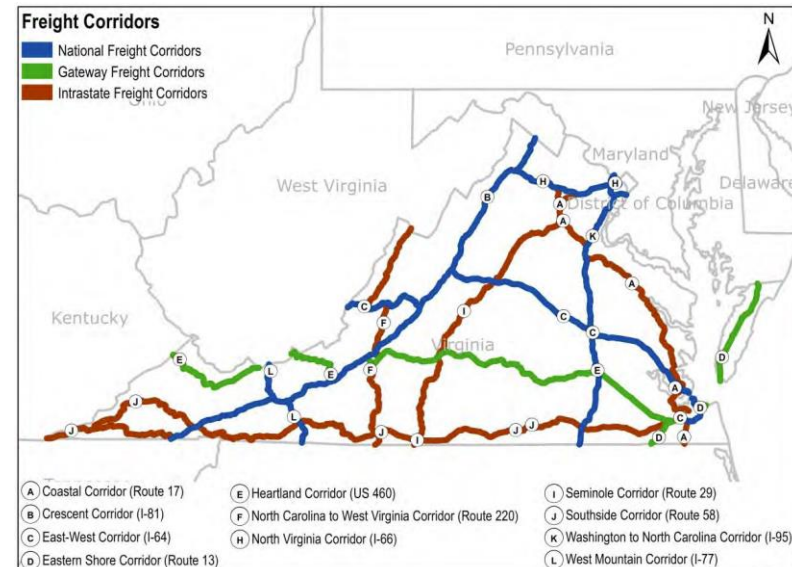 Freight Corridors
National Freight Corridors
Gateway Freight Corridors
Intrastate Freight Corridors
N
Pennsylvania
Ohio
New Jersey
Maryland
West Virginia
Delaware
District of Columbia
Kentucky
Virginia
H
H
B
A
A
K
A
C
F
I
C
C
D
E
L
E
F
E
A
D
J
J
L
J
I
J
J
C
D
A
A Coastal Corridor (Route 17)
B Crescent Corridor (I-81)
C East-West Corridor (I-64)
D Eastern Shore Corridor (Route 13)
E Heartland Corridor (US 460)
F North Carolina to West Virginia Corridor (Route 220)
H North Virginia Corridor (I-66)
I Seminole Corridor (Route 29)
J Southside Corridor (Route 58)
K Washington to North Carolina Corridor (I-95)
L West Mountain Corridor (I-77)